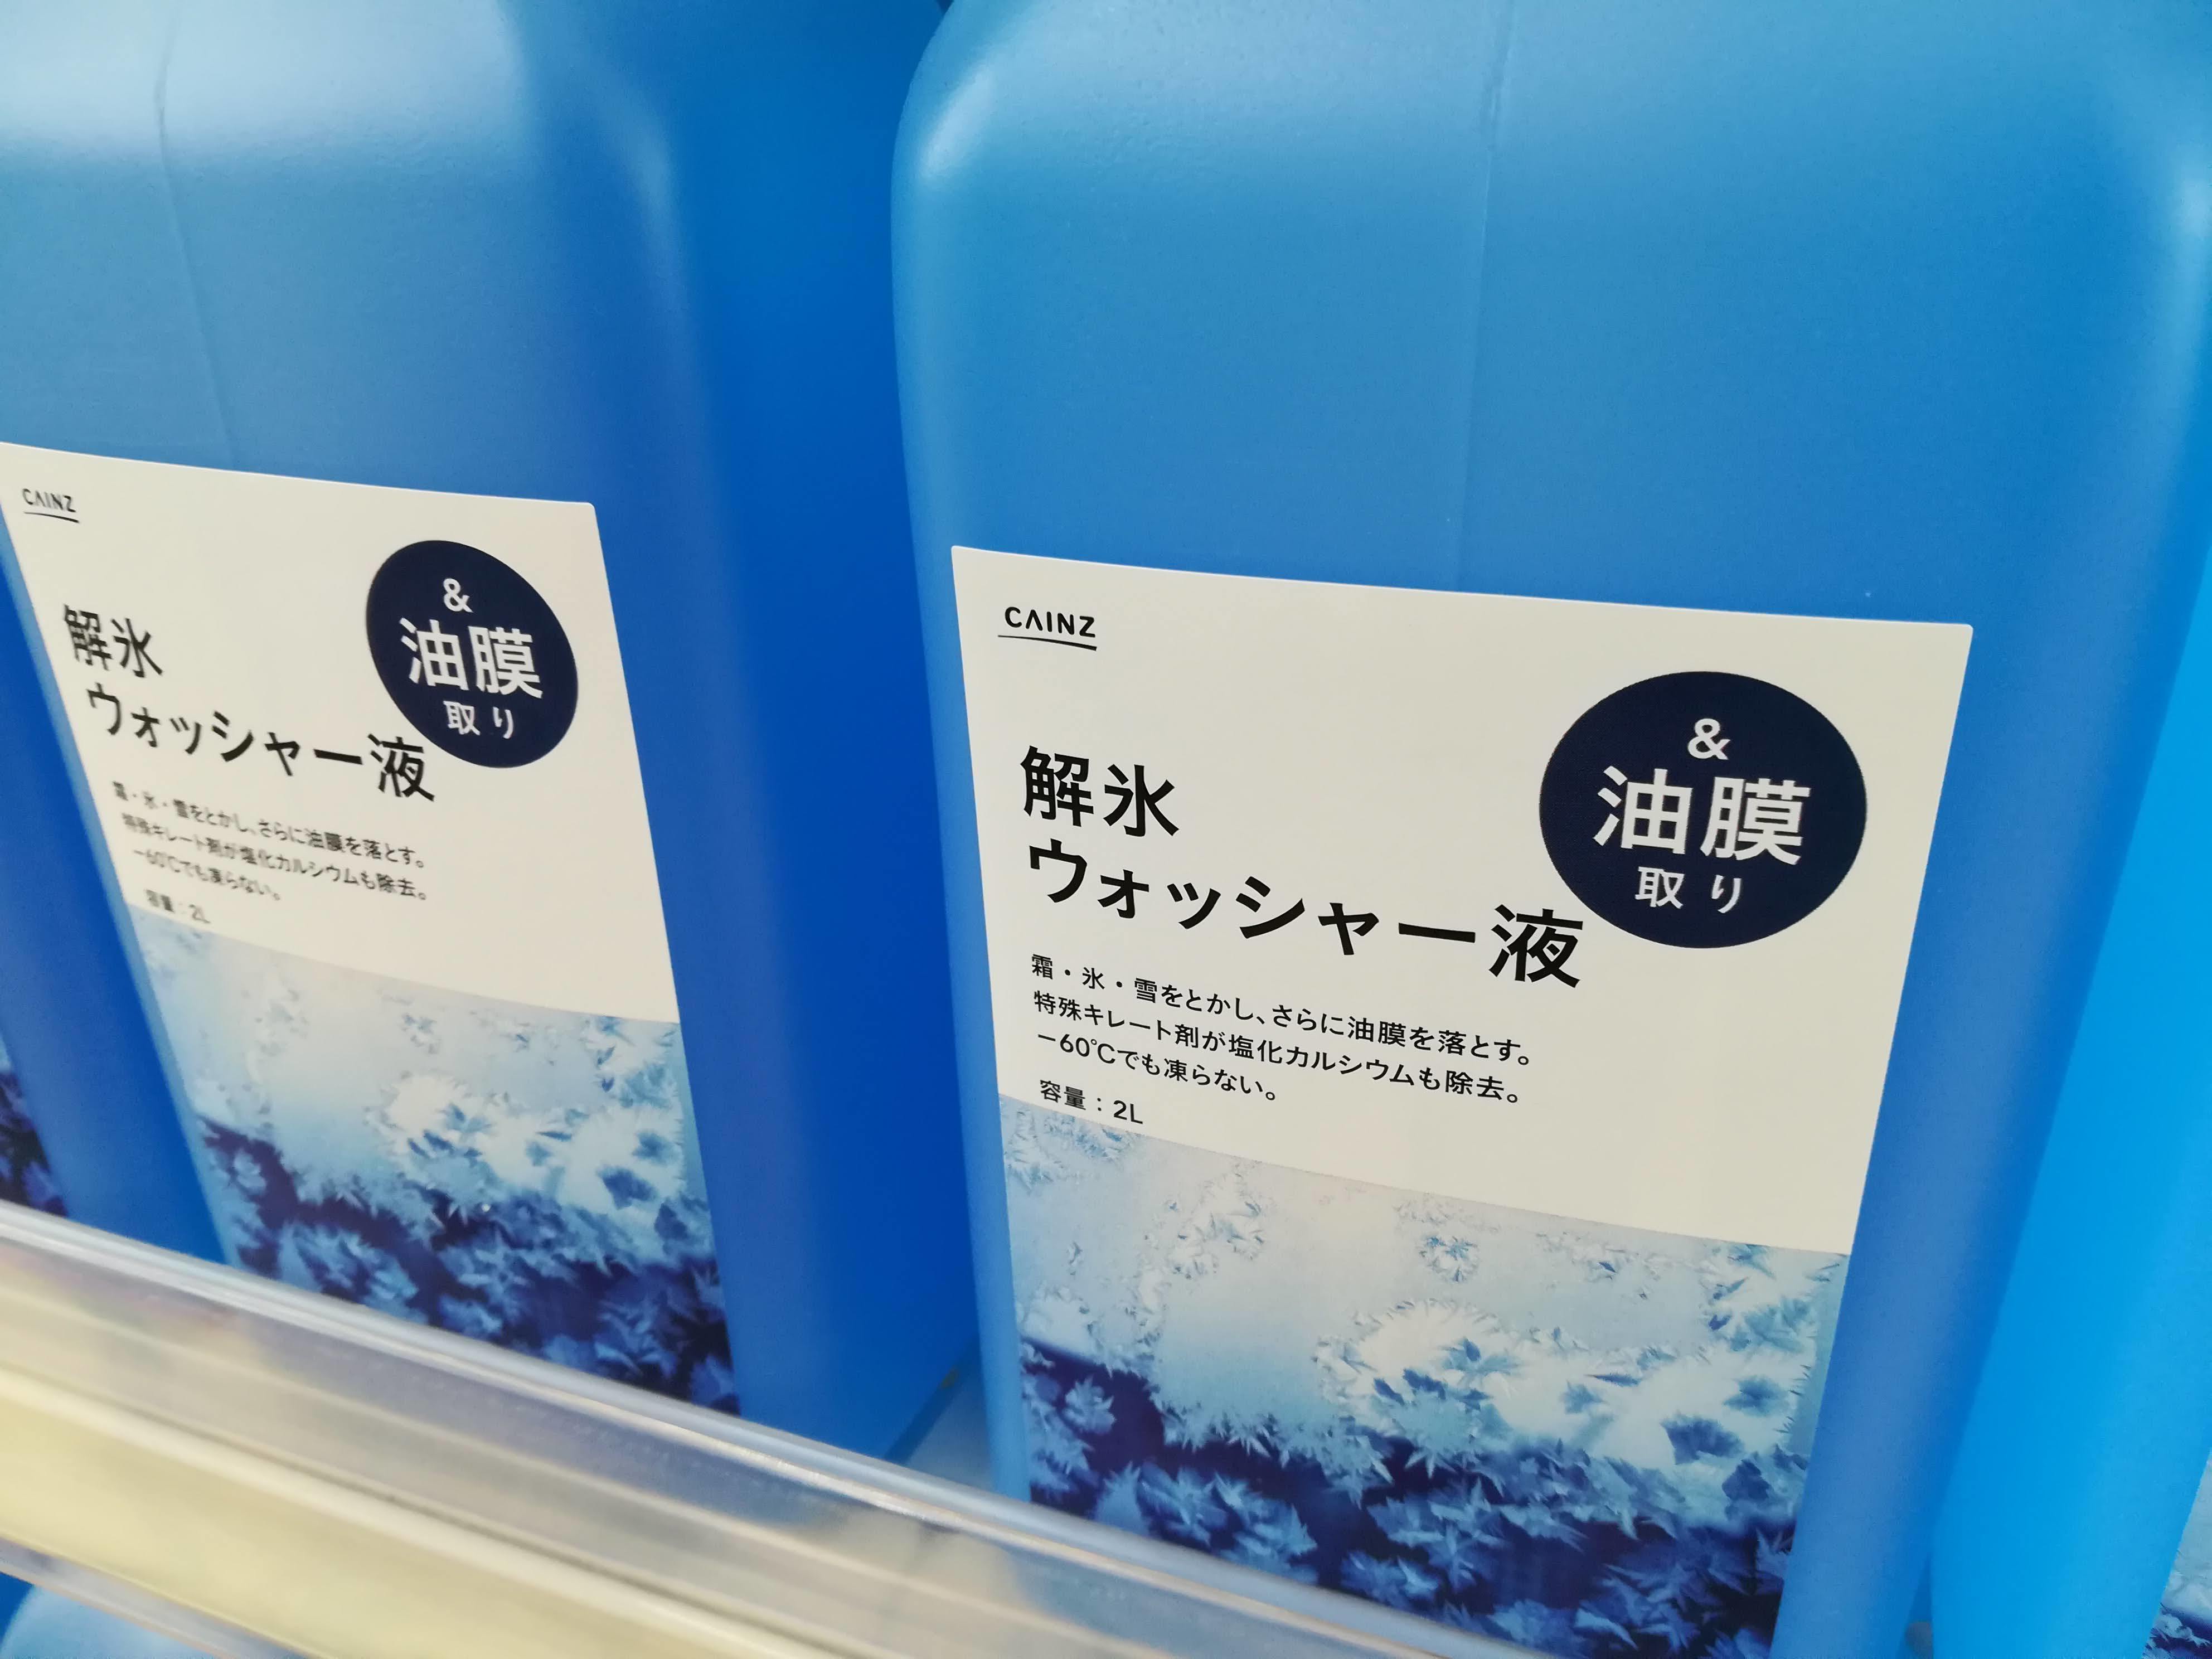 CAINZ
&
油膜
取り
解氷
ウォッシャー液
霜・氷・雪をとかし、さらに油膜を落とす。
特殊キレート剤が塩化カルシウムも除去。
−60℃でも凍らない。
容量：2L
CAINZ
&
油膜
取り
解氷
ウォッシャー液
霜・氷・雪をとかし、さらに油膜を落とす。
特殊キレート剤が塩化カルシウムも除去。
−60℃でも凍らない。
容量：2L